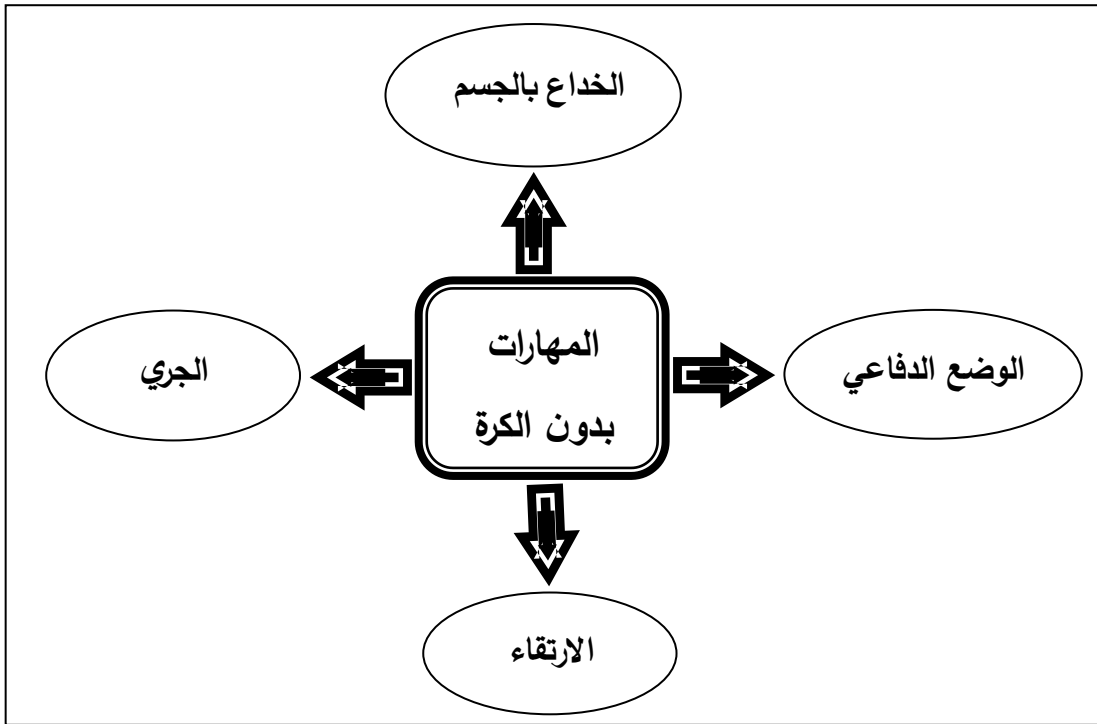 الخداع بالجسم
المهارات
بدون الكرة
الوضع الدفاعي
الجري
الارتقاء